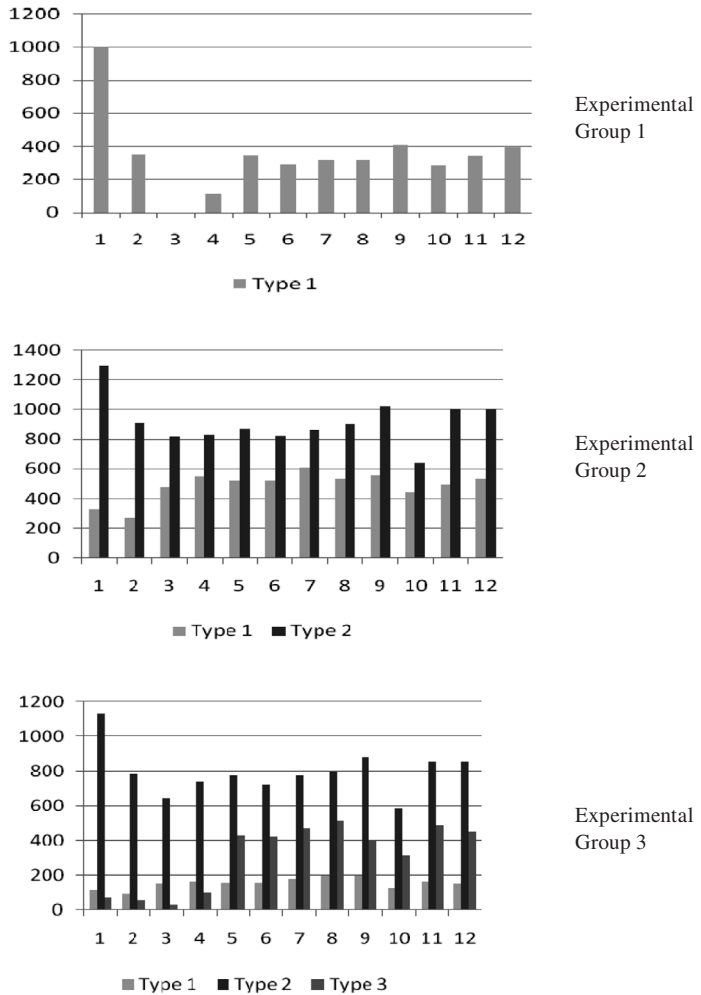 1200
1000
800
600
400
200
0
1 2 3 4 5 6 7 8 9 10 11 12
Type 1
Experimental
Group 1
1400
1200
1000
800
600
400
200
0
1 2 3 4 5 6 7 8 9 10 11 12
Type 1 Type 2
Experimental
Group 2
1200
1000
800
600
400
200
0
1 2 3 4 5 6 7 8 9 10 11 12
Type 1 Type 2 Type 3
Experimental
Group 3